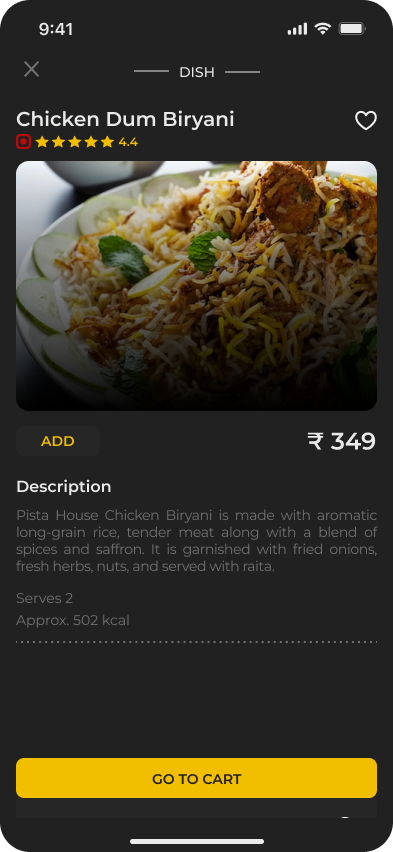 9:41
DISH
Chicken Dum Biryani
4.4
ADD
₹ 349
Description
Pista House Chicken Biryani is made with aromatic
long-grain rice, tender meat along with a blend of
spices and saffron. It is garnished with fried onions,
fresh herbs, nuts, and served with raita.
Serves 2
Approx. 502 kcal
GO TO CART